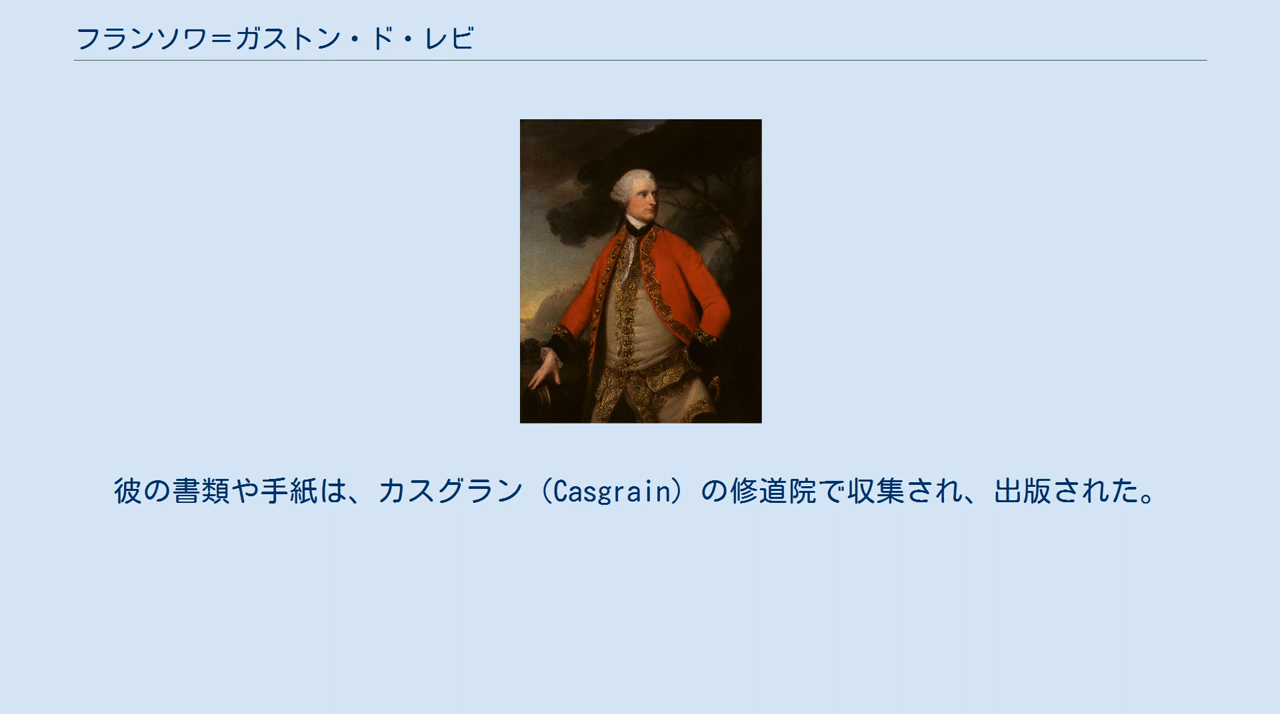 フランソワ＝ガストン・ド・レビ
彼の書類や手紙は、カスグラン（Casgrain）の修道院で収集され、出版された。